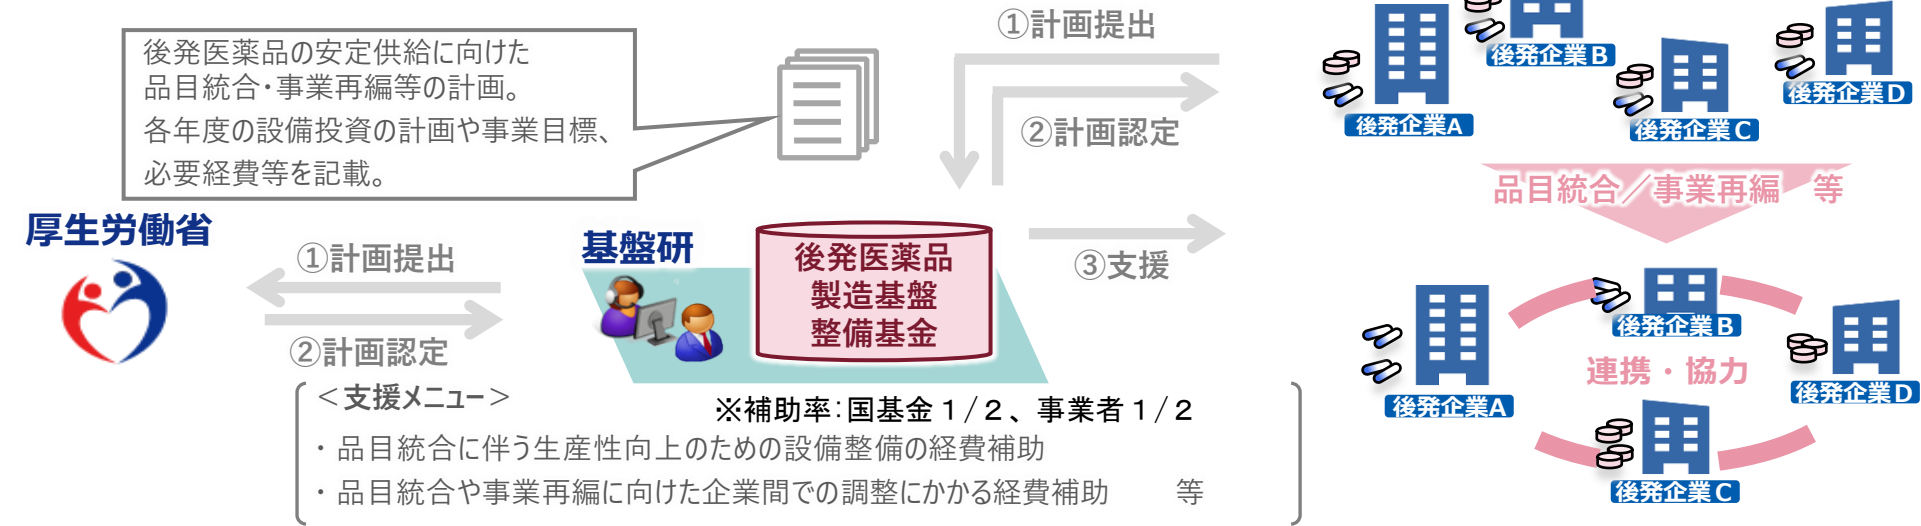 後発医薬品の安定供給に向けた
品目統合・事業再編等の計画。
各年度の設備投資の計画や事業目標、
必要経費等を記載。
①計画提出
②計画認定
後発企業A
後発企業B
後発企業C
後発企業D
品目統合／事業再編　等
厚生労働省
①計画提出
②計画認定
基盤研
後発医薬品
製造基盤
整備基金
③支援
後発企業A
後発企業B
後発企業C
後発企業D
連携・協力
＜支援メニュー＞
※補助率：国基金１/２、事業者１/２
・品目統合に伴う生産性向上のための設備整備の経費補助
・品目統合や事業再編に向けた企業間での調整にかかる経費補助　　等